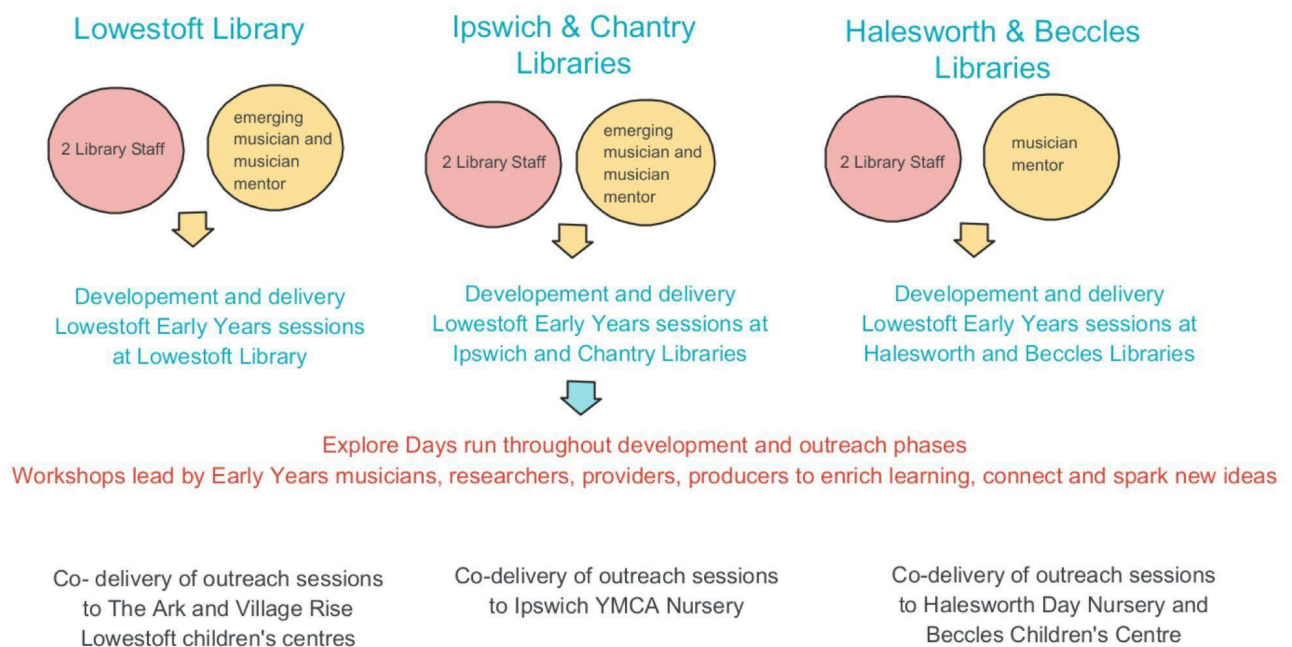 Lowestoft Library
Ipswich & Chantry
Libraries
Halesworth & Beccles
Libraries
2 Library Staff
emerging
musician and
musician
mentor
2 Library Staff
emerging
musician and
musician
mentor
2 Library Staff
musician
mentor
Developement and delivery
Lowestoft Early Years sessions
at Lowestoft Library
Developement and delivery
Lowestoft Early Years sessions at
Ipswich and Chantry Libraries
Developement and delivery
Lowestoft Early Years sessions at
Halesworth and Beccles Libraries
Explore Days run throughout development and outreach phases
Workshops lead by Early Years musicians, researchers, providers, producers to enrich learning, connect and spark new ideas
Co- delivery of outreach sessions
to The Ark and Village Rise
Lowestoft children's centres
Co-delivery of outreach sessions
to Ipswich YMCA Nursery
Co-delivery of outreach sessions
to Halesworth Day Nursery and
Beccles Children's Centre